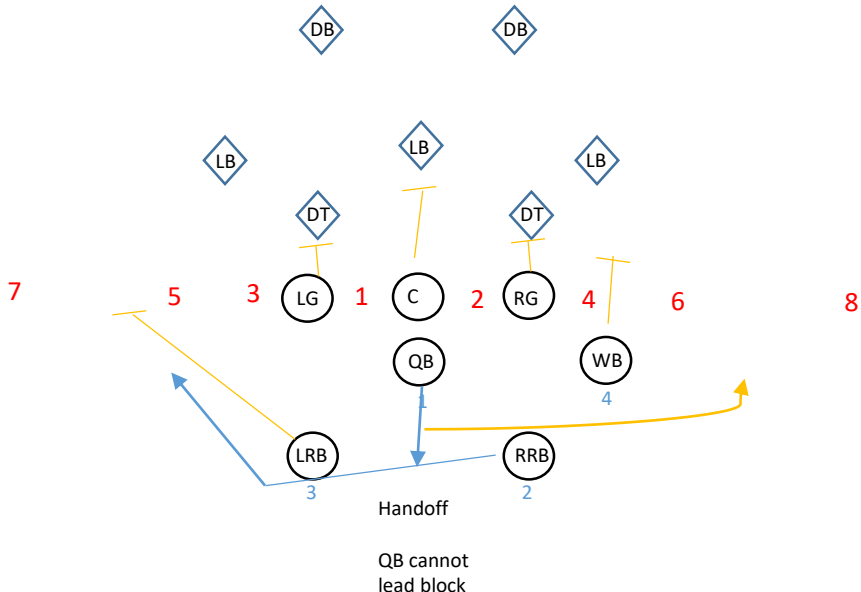 DB DB
LB LB LB
DT DT
7 5 3 LG 1 C 2 RG 4 6 8
QB WB
1 4
LRB RRB
3 2
Handoff
QB cannot
lead block